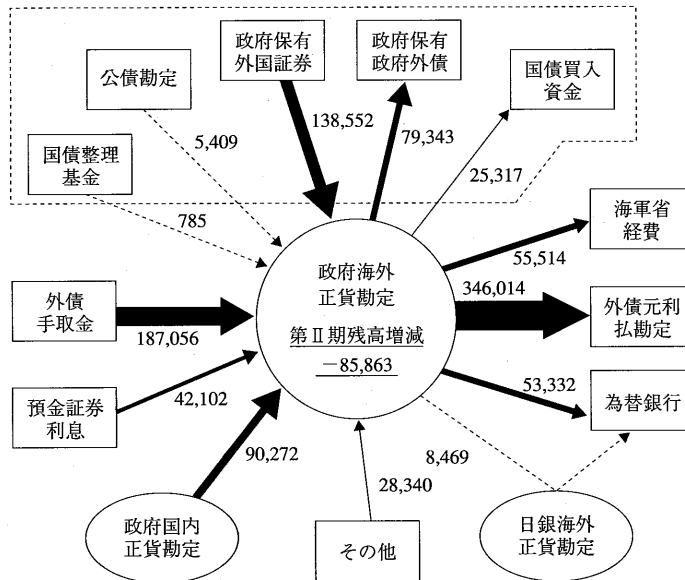 政府保有
外国証券
政府保有
政府外債
国債買入
資金
公債勘定
国債整理
基金
5,409
138,552
79,343
25,317
785
海軍省
経費
55,514
政府海外
正貨勘定
第Ⅱ期残高増減
−85,863
346,014
外債元利
払勘定
外債
手取金
187,056
預金証券
利息
42,102
53,332
為替銀行
90,272
8,469
28,340
政府国内
正貨勘定
その他
日銀海外
正貨勘定